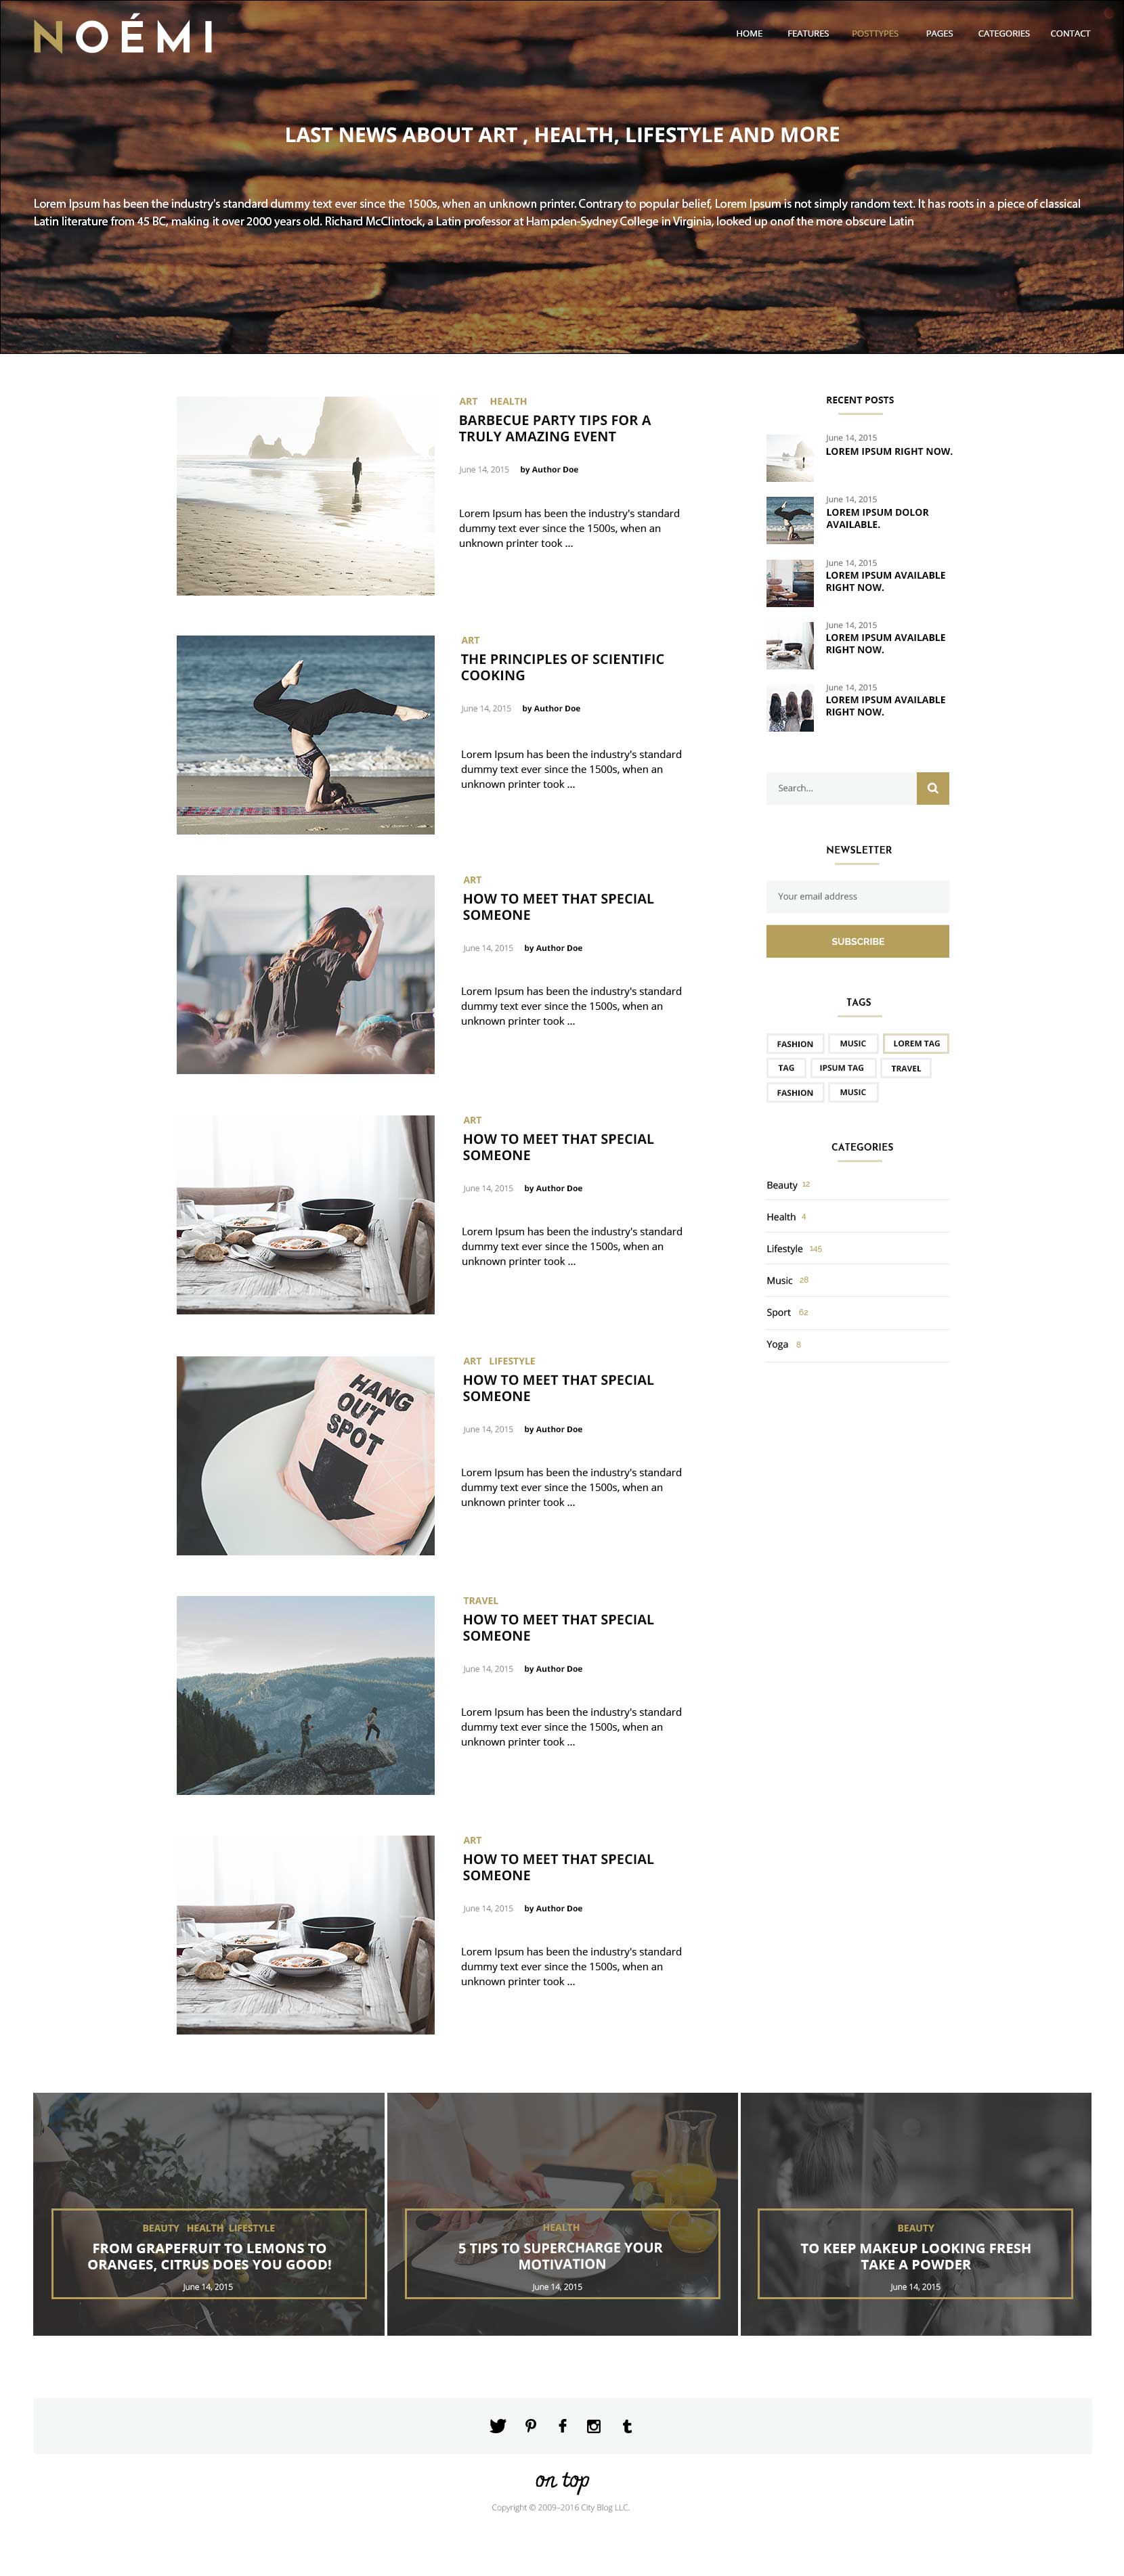 NOÉMI
HOME FEATURES POSTTYPES PAGES CATEGORIES CONTACT
LAST NEWS ABOUT ART , HEALTH, LIFESTYLE AND MORE
Lorem Ipsum has been the industry's standard dummy text ever since the 1500s, when an unknown printer. Contrary to popular belief, Lorem Ipsum is not simply random text. It has roots in a piece of classical
Latin literature from 45 BC, making it over 2000 years old. Richard McClintock, a Latin professor at Hampden-Sydney College in Virginia, looked up onof the more obscure Latin
ART HEALTH
BARBECUE PARTY TIPS FOR A
TRULY AMAZING EVENT
June 14, 2015 by Author Doe
Lorem Ipsum has been the industry's standard
dummy text ever since the 1500s, when an
unknown printer took ...
ART
THE PRINCIPLES OF SCIENTIFIC
COOKING
June 14, 2015 by Author Doe
Lorem Ipsum has been the industry's standard
dummy text ever since the 1500s, when an
unknown printer took ...
ART
HOW TO MEET THAT SPECIAL
SOMEONE
June 14, 2015 by Author Doe
Lorem Ipsum has been the industry's standard
dummy text ever since the 1500s, when an
unknown printer took ...
ART
HOW TO MEET THAT SPECIAL
SOMEONE
June 14, 2015 by Author Doe
Lorem Ipsum has been the industry's standard
dummy text ever since the 1500s, when an
unknown printer took ...
HANG
OUT
SPOT
ART LIFESTYLE
HOW TO MEET THAT SPECIAL
SOMEONE
June 14, 2015 by Author Doe
Lorem Ipsum has been the industry's standard
dummy text ever since the 1500s, when an
unknown printer took ...
TRAVEL
HOW TO MEET THAT SPECIAL
SOMEONE
June 14, 2015 by Author Doe
Lorem Ipsum has been the industry's standard
dummy text ever since the 1500s, when an
unknown printer took ...
ART
HOW TO MEET THAT SPECIAL
SOMEONE
June 14, 2015 by Author Doe
Lorem Ipsum has been the industry's standard
dummy text ever since the 1500s, when an
unknown printer took ...
RECENT POSTS
June 14, 2015
LOREM IPSUM RIGHT NOW.
June 14, 2015
LOREM IPSUM DOLOR
AVAILABLE.
June 14, 2015
LOREM IPSUM AVAILABLE
RIGHT NOW.
June 14, 2015
LOREM IPSUM AVAILABLE
RIGHT NOW.
June 14, 2015
LOREM IPSUM AVAILABLE
RIGHT NOW.
Search...
NEWSLETTER
Your email address
SUBSCRIBE
TAGS
FASHION MUSIC LOREM TAG
TAG IPSUM TAG TRAVEL
FASHION MUSIC
CATEGORIES
Beauty 12
Health 4
Lifestyle 145
Music 28
Sport 62
Yoga 8
BEAUTY HEALTH LIFESTYLE
FROM GRAPEFRUIT TO LEMONS TO
ORANGES, CITRUS DOES YOU GOOD!
June 14, 2015
HEALTH
5 TIPS TO SUPERCHARGE YOUR
MOTIVATION
June 14, 2015
BEAUTY
TO KEEP MAKEUP LOOKING FRESH
TAKE A POWDER
June 14, 2015
on top
Copyright © 2009–2016 City Blog LLC.